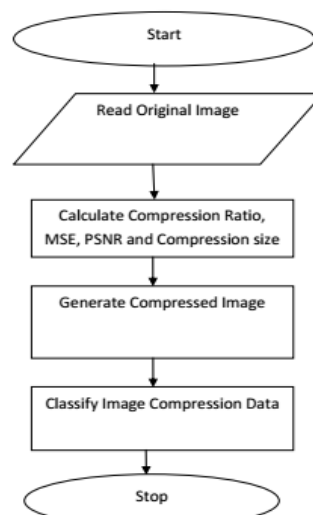 Start
Read Original Image
Calculate Compression Ratio,
MSE, PSNR and Compression size
Generate Compressed Image
Classify Image Compression Data
Stop